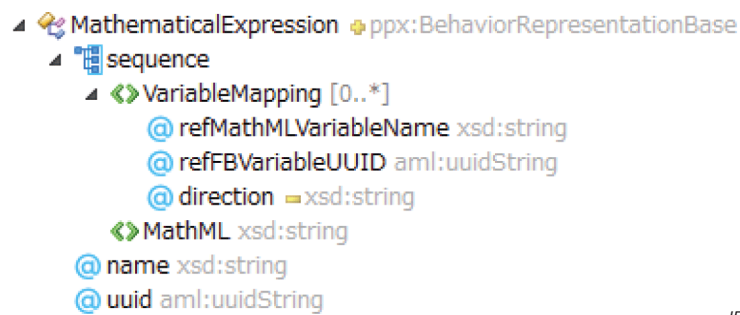 MathematicalExpression ppx:BehaviorRepresentationBase
sequence
VariableMapping [0..*]
@ refMathMLVariableName xsd:string
@ refFBVariableUUID aml:uuidString
@ direction xsd:string
MathML xsd:string
@ name xsd:string
@ uuid aml:uuidString